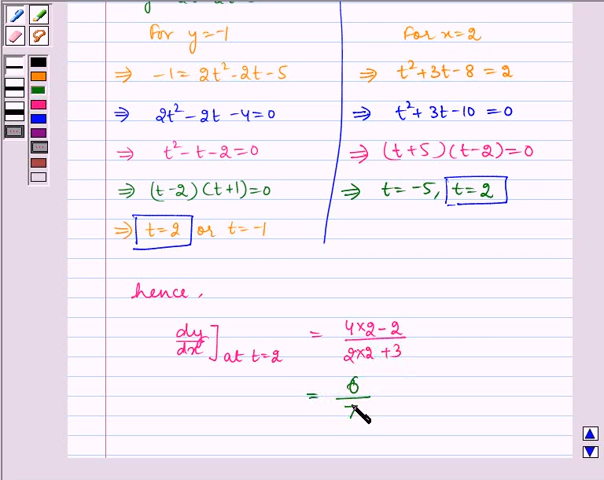 for y=-1
⇒ -1=2t²-2t-5
⇒ 2t²-2t-4=0
⇒ t²-t-2=0
⇒ (t-2)(t+1)=0
⇒ t=2 or t=-1
For x=2
⇒ t²+3t-8=2
⇒ t²+3t-10=0
⇒ (t+5)(t-2)=0
⇒ t=-5, t=2
hence,
dy/dx] at t=2 = 4×2-2/2×2+3
= 6/7